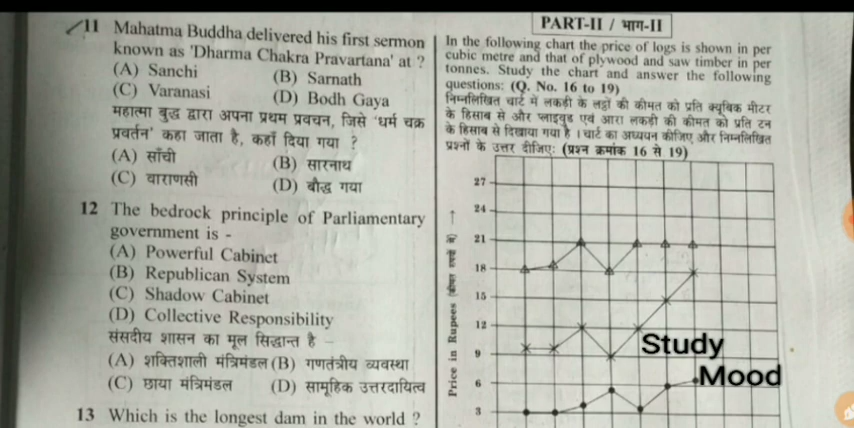 11 Mahatma Buddha delivered his first sermon
known as 'Dharma Chakra Pravartana' at ?
(A) Sanchi (B) Sarnath
(C) Varanasi (D) Bodh Gaya
महात्मा बुद्ध द्वारा अपना प्रथम प्रवचन, जिसे 'धर्म चक्र
प्रवर्तन' कहा जाता है, कहाँ दिया गया ?
(A) साँची (B) सारनाथ
(C) वाराणसी (D) बौद्ध गया
12 The bedrock principle of Parliamentary
government is -
(A) Powerful Cabinet
(B) Republican System
(C) Shadow Cabinet
(D) Collective Responsibility
संसदीय शासन का मूल सिद्धान्त है -
(A) शक्तिशाली मंत्रिमंडल (B) गणतंत्रीय व्यवस्था
(C) छाया मंत्रिमंडल (D) सामूहिक उत्तरदायित्व
13 Which is the longest dam in the world ?
PART-II / भाग-II
In the following chart the price of logs is shown in per
cubic metre and that of plywood and saw timber in per
tonnes. Study the chart and answer the following
questions: (Q. No. 16 to 19)
निम्नलिखित चार्ट में लकड़ी के लट्ठों की कीमत को प्रति क्यूबिक मीटर
के हिसाब से और प्लाइवुड एवं आरा लकड़ी की कीमत को प्रति टन
के हिसाब से दिखाया गया है । चार्ट का अध्ययन कीजिए और निम्नलिखित
प्रश्नों के उत्तर दीजिए: (प्रश्न क्रमांक 16 से 19)
Price in Rupees (कीमत रुपयों में) →
27
24
21
18
15
12
9
6
3
Study
Mood